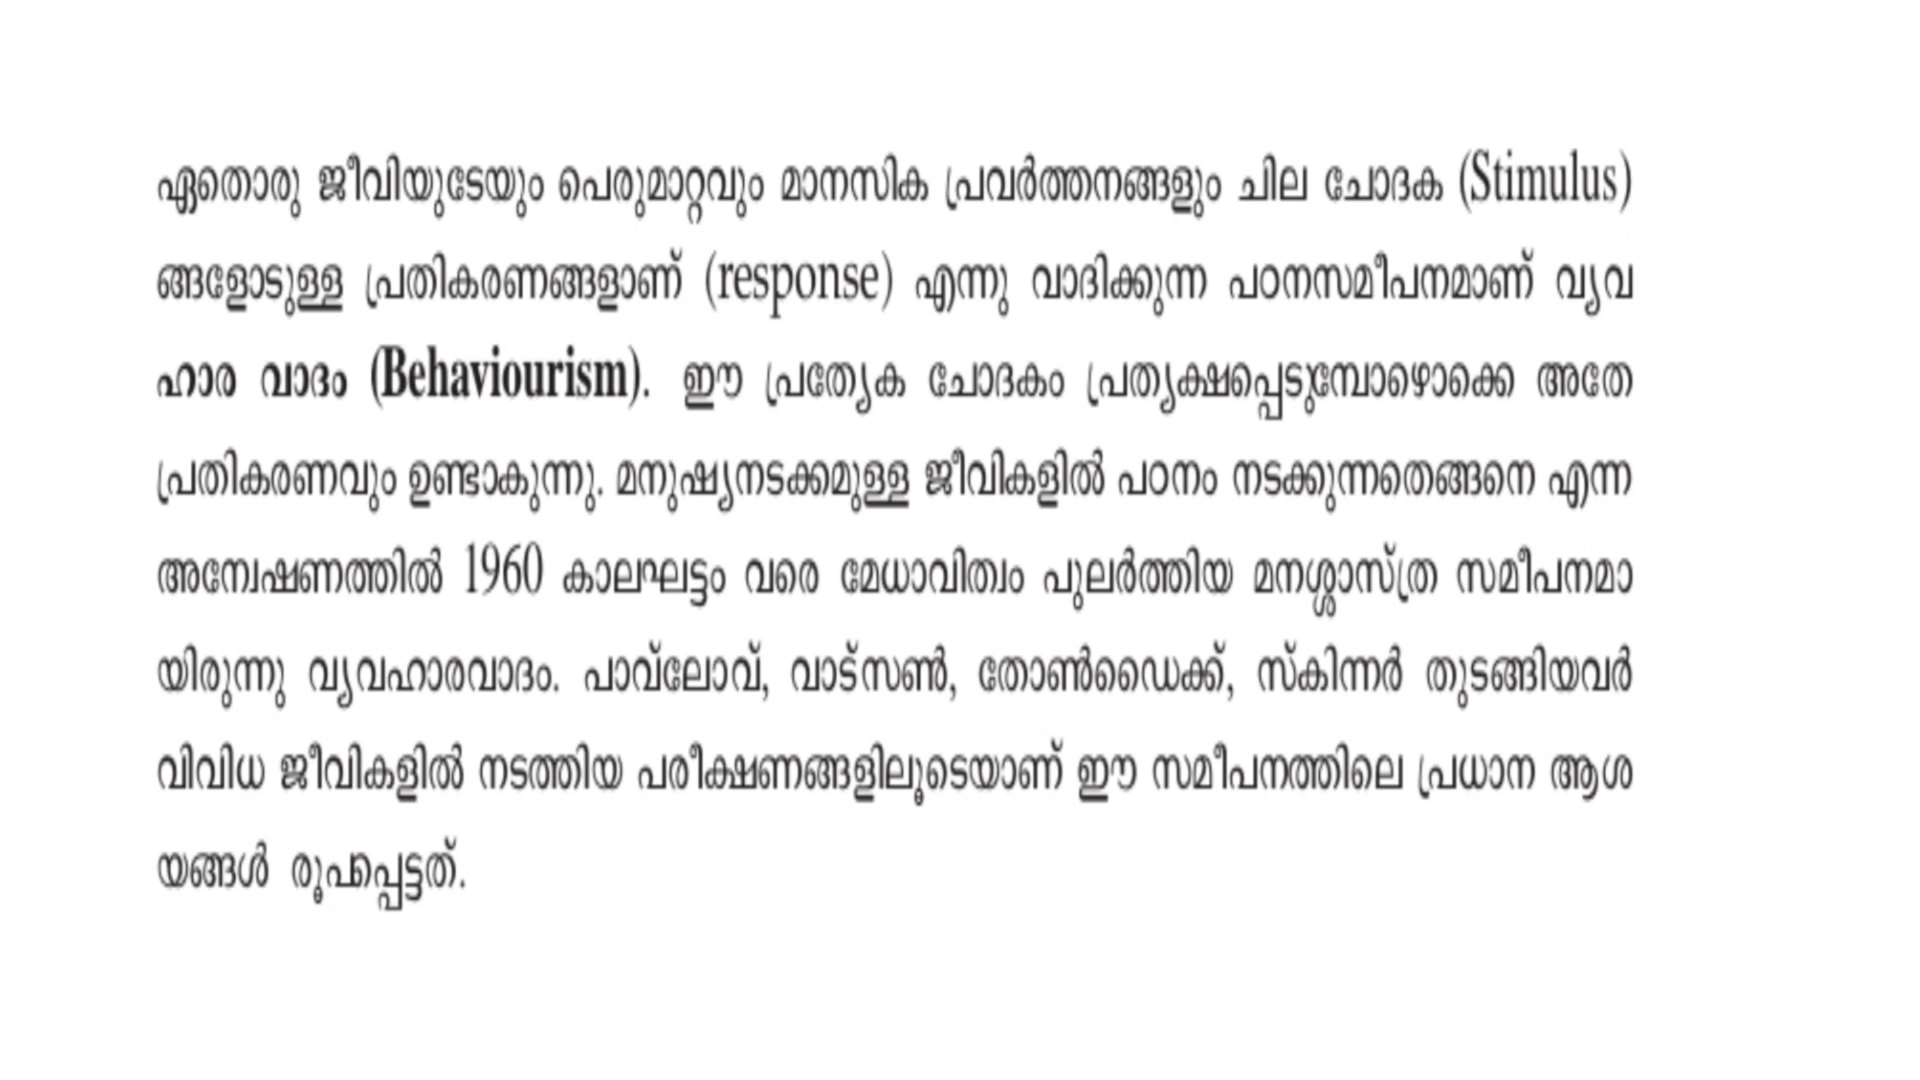 ഏതൊരു ജീവിയുടേയും പെരുമാറ്റവും മാനസിക പ്രവർത്തനങ്ങളും ചില ചോദക (Stimulus)
ങ്ങളോടുള്ള പ്രതികരണങ്ങളാണ് (response) എന്നു വാദിക്കുന്ന പഠനസമീപനമാണ് വ്യവ
ഹാര വാദം (Behaviourism). ഈ പ്രത്യേക ചോദകം പ്രത്യക്ഷപ്പെടുമ്പോഴൊക്കെ അതേ
പ്രതികരണവും ഉണ്ടാകുന്നു. മനുഷ്യനടക്കമുള്ള ജീവികളിൽ പഠനം നടക്കുന്നതെങ്ങനെ എന്ന
അന്വേഷണത്തിൽ 1960 കാലഘട്ടം വരെ മേധാവിത്വം പുലർത്തിയ മനശ്ശാസ്ത്ര സമീപനമാ
യിരുന്നു വ്യവഹാരവാദം. പാവ്‌ലോവ്, വാട്സൺ, തോൺഡൈക്ക്, സ്കിന്നർ തുടങ്ങിയവർ
വിവിധ ജീവികളിൽ നടത്തിയ പരീക്ഷണങ്ങളിലൂടെയാണ് ഈ സമീപനത്തിലെ പ്രധാന ആശ
യങ്ങൾ രൂപപ്പെട്ടത്.